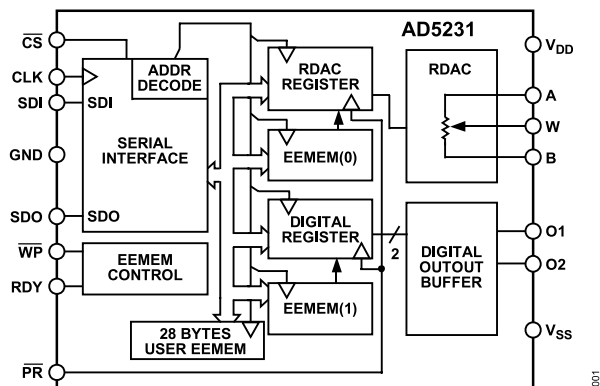 AD5231
CS
CLK
SDI
GND
SDO
WP
RDY
PR
SDI
ADDR
DECODE
SERIAL
INTERFACE
SDO
EEMEM
CONTROL
28 BYTES
USER EEMEM
RDAC
REGISTER
EEMEM(0)
DIGITAL
REGISTER
EEMEM(1)
2
RDAC
DIGITAL
OUTOUT
BUFFER
VDD
A
W
B
O1
O2
VSS
001